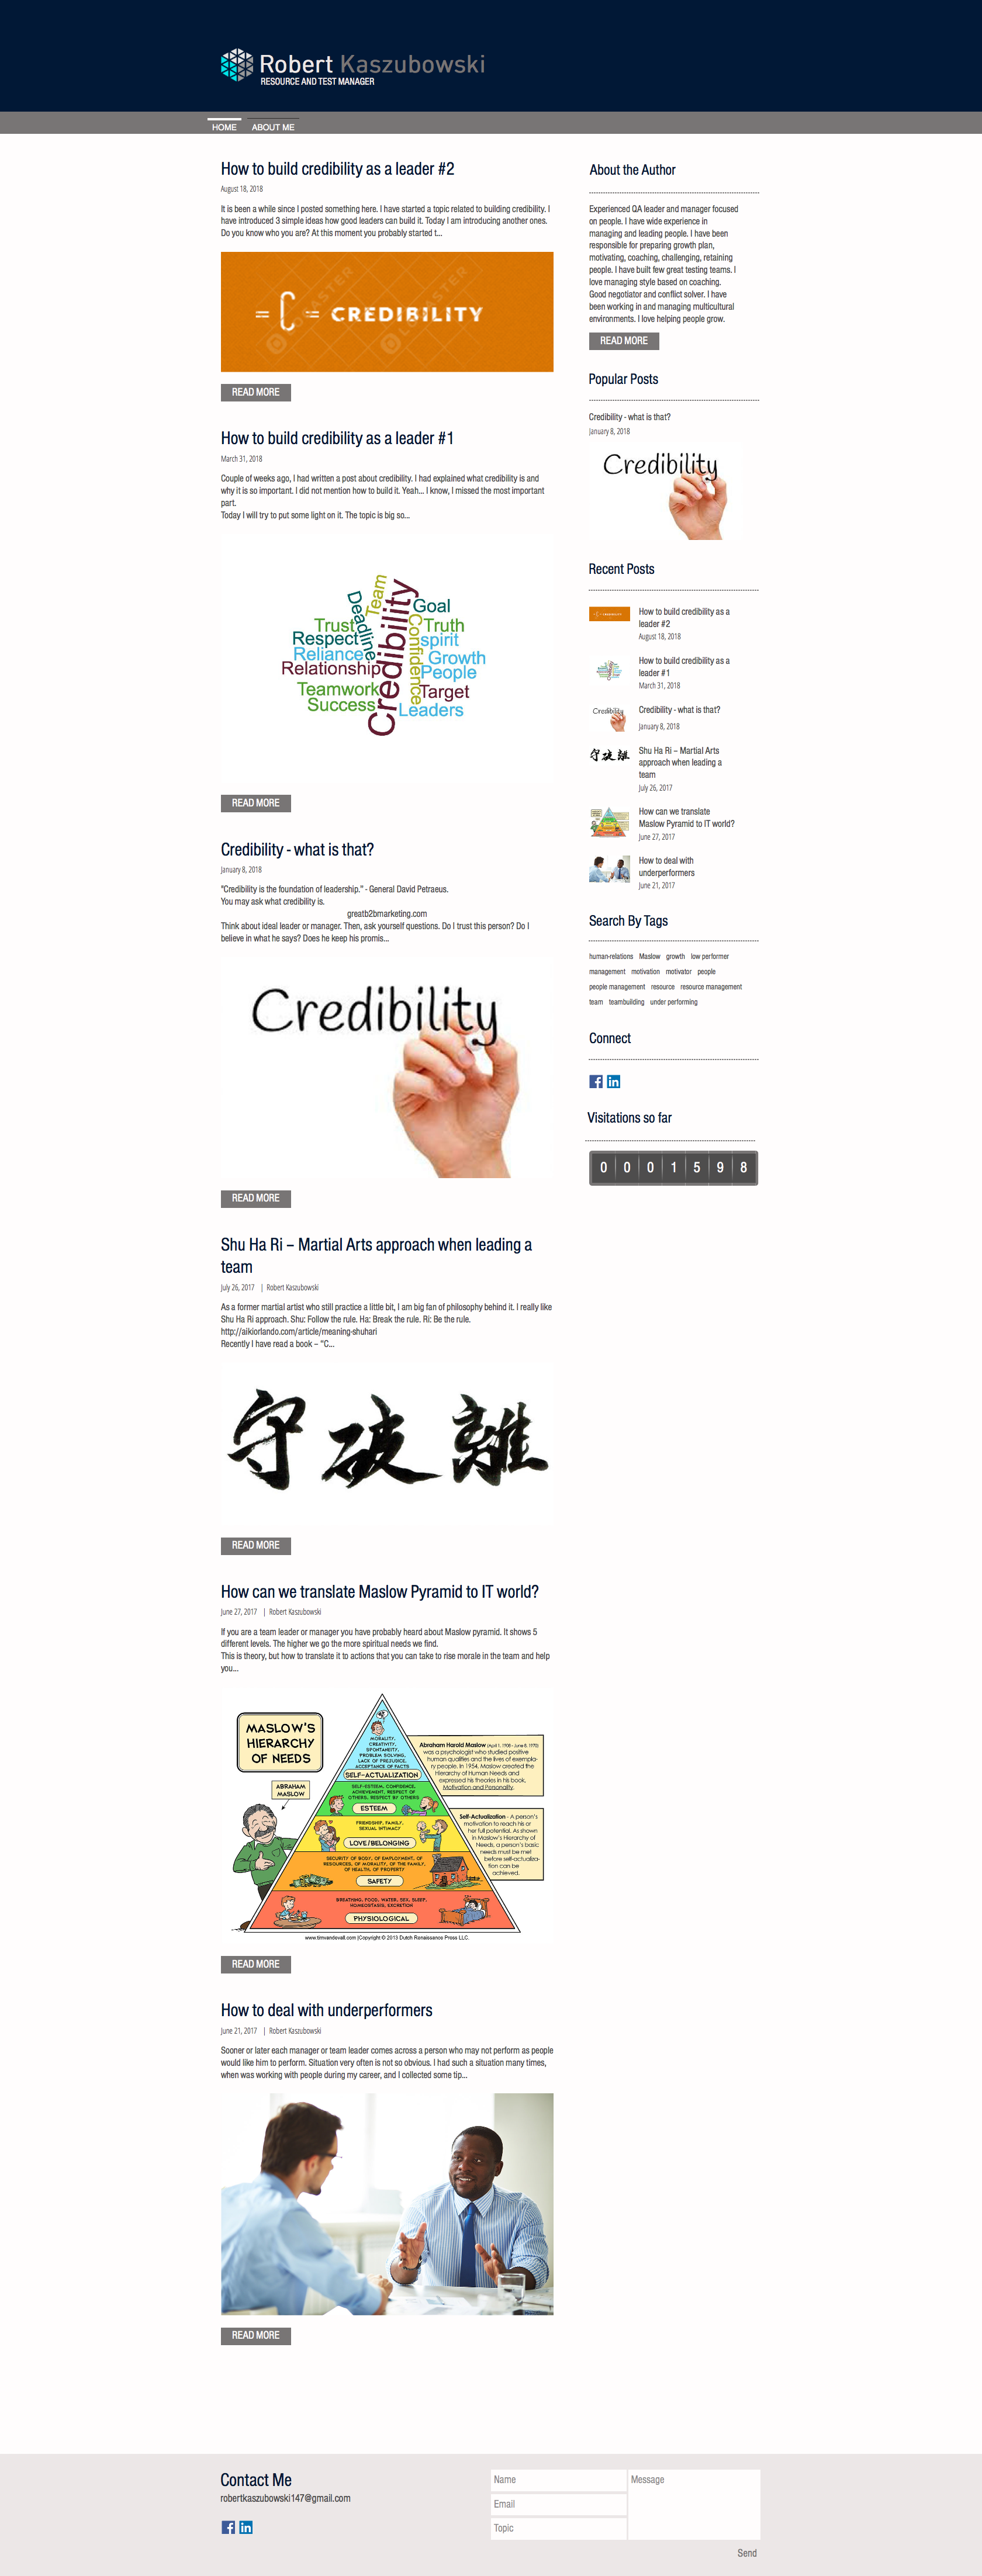 Robert Kaszubowski
RESOURCE AND TEST MANAGER
HOME
ABOUT ME
How to build credibility as a leader #2
August 18, 2018
It is been a while since I posted something here. I have started a topic related to building credibility. I
have introduced 3 simple ideas how good leaders can build it. Today I am introducing another ones.
Do you know who you are? At this moment you probably started t...
= C = CREDIBILITY
READ MORE
How to build credibility as a leader #1
March 31, 2018
Couple of weeks ago, I had written a post about credibility. I had explained what credibility is and
why it is so important. I did not mention how to build it. Yeah... I know, I missed the most important
part.
Today I will try to put some light on it. The topic is big so...
Team
Deadline
Credibility
Goal
Trust
Truth
Respect
Confidence
spirit
Reliance
Growth
Relationship
People
Teamwork
Target
Success
Leaders
READ MORE
Credibility - what is that?
January 8, 2018
"Credibility is the foundation of leadership." - General David Petraeus.
You may ask what credibility is.
greatb2bmarketing.com
Think about ideal leader or manager. Then, ask yourself questions. Do I trust this person? Do I
believe in what he says? Does he keep his promis...
Credibility
READ MORE
Shu Ha Ri – Martial Arts approach when leading a
team
July 26, 2017 | Robert Kaszubowski
As a former martial artist who still practice a little bit, I am big fan of philosophy behind it. I really like
Shu Ha Ri approach. Shu: Follow the rule. Ha: Break the rule. Ri: Be the rule.
http://aikiorlando.com/article/meaning-shuhari
Recently I have read a book – "C...
守破離
READ MORE
How can we translate Maslow Pyramid to IT world?
June 27, 2017 | Robert Kaszubowski
If you are a team leader or manager you have probably heard about Maslow pyramid. It shows 5
different levels. The higher we go the more spiritual needs we find.
This is theory, but how to translate it to actions that you can take to rise morale in the team and help
you...
MASLOW'S
HIERARCHY
OF NEEDS
ABRAHAM
MASLOW
MORALITY,
CREATIVITY,
SPONTANEITY,
PROBLEM SOLVING,
LACK OF PREJUDICE,
ACCEPTANCE OF FACTS
SELF-ACTUALIZATION
SELF-ESTEEM, CONFIDENCE,
ACHIEVEMENT, RESPECT OF
OTHERS, RESPECT BY OTHERS
ESTEEM
FRIENDSHIP, FAMILY,
SEXUAL INTIMACY
LOVE/BELONGING
SECURITY OF BODY, OF EMPLOYMENT, OF
RESOURCES, OF MORALITY, OF THE FAMILY,
OF HEALTH, OF PROPERTY
SAFETY
BREATHING, FOOD, WATER, SEX, SLEEP,
HOMEOSTASIS, EXCRETION
PHYSIOLOGICAL
Abraham Harold Maslow (April 1, 1908 - June 8, 1970)
was a psychologist who studied positive
human qualities and the lives of exempla-
ry people. In 1954, Maslow created the
Hierarchy of Human Needs and
expressed his theories in his book,
Motivation and Personality.
Self-Actualization - A person's
motivation to reach his or
her full potential. As shown
in Maslow's Hierarchy of
Needs, a person's basic
needs must be met
before self-actualiza-
tion can be
achieved.
www.timvandevall.com | Copyright © 2013 Dutch Renaissance Press LLC.
READ MORE
How to deal with underperformers
June 21, 2017 | Robert Kaszubowski
Sooner or later each manager or team leader comes across a person who may not perform as people
would like him to perform. Situation very often is not so obvious. I had such a situation many times,
when was working with people during my career, and I collected some tip...
READ MORE
About the Author
Experienced QA leader and manager focused
on people. I have wide experience in
managing and leading people. I have been
responsible for preparing growth plan,
motivating, coaching, challenging, retaining
people. I have built few great testing teams. I
love managing style based on coaching.
Good negotiator and conflict solver. I have
been working in and managing multicultural
environments. I love helping people grow.
READ MORE
Popular Posts
Credibility - what is that?
January 8, 2018
Credibility
Recent Posts
= C = CREDIBILITY
How to build credibility as a
leader #2
August 18, 2018
How to build credibility as a
leader #1
March 31, 2018
Credibility
Credibility - what is that?
January 8, 2018
守破離
Shu Ha Ri – Martial Arts
approach when leading a
team
July 26, 2017
How can we translate
Maslow Pyramid to IT world?
June 27, 2017
How to deal with
underperformers
June 21, 2017
Search By Tags
human-relations Maslow growth low performer
management motivation motivator people
people management resource resource management
team teambuilding under performing
Connect
Visitations so far
0 0 0 1 5 9 8
Contact Me
robertkaszubowski147@gmail.com
Name
Email
Topic
Message
Send